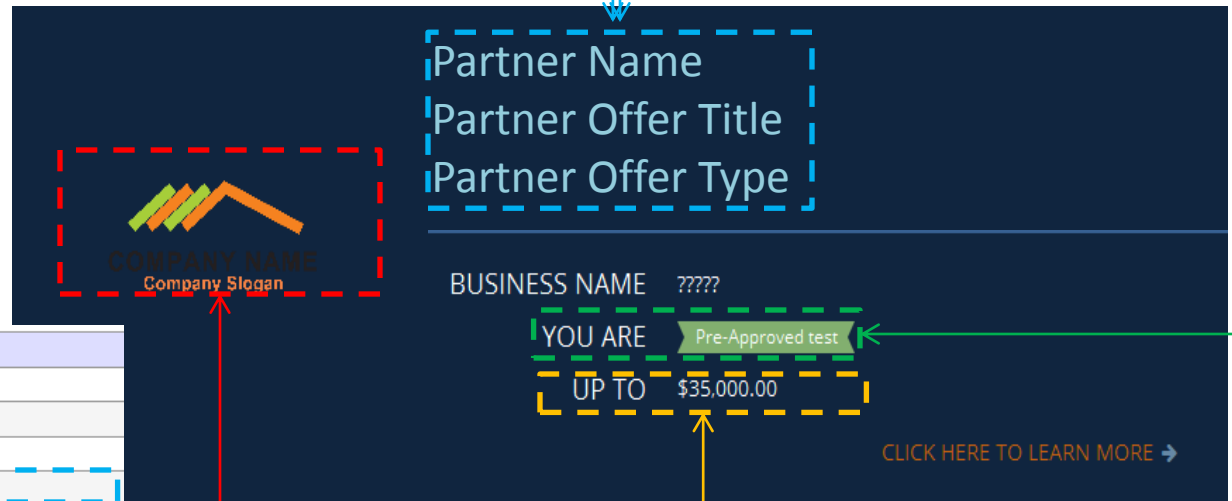 Partner Name
Partner Offer Title
Partner Offer Type
COMPANY NAME
Company Slogan
BUSINESS NAME ?????
YOU ARE Pre-Approved test
UP TO $35,000.00
CLICK HERE TO LEARN MORE →